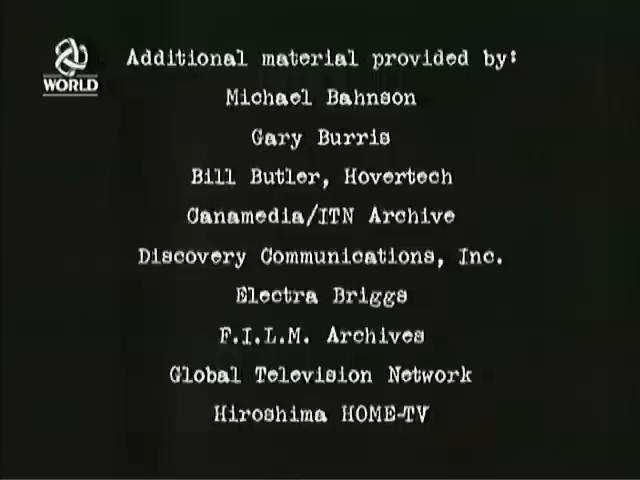 Additional material provided by:
WORLD
Michael Bahnson
Gary Burris
Bill Butler, Hovertech
Canamedia/ITN Archive
Discovery Communications, Inc.
Electra Briggs
F.I.L.M. Archives
Global Television Network
Hiroshima HOME-TV